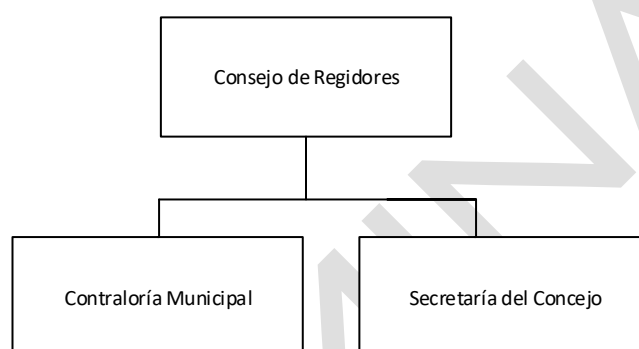 Consejo de Regidores
Contraloría Municipal
Secretaría del Concejo